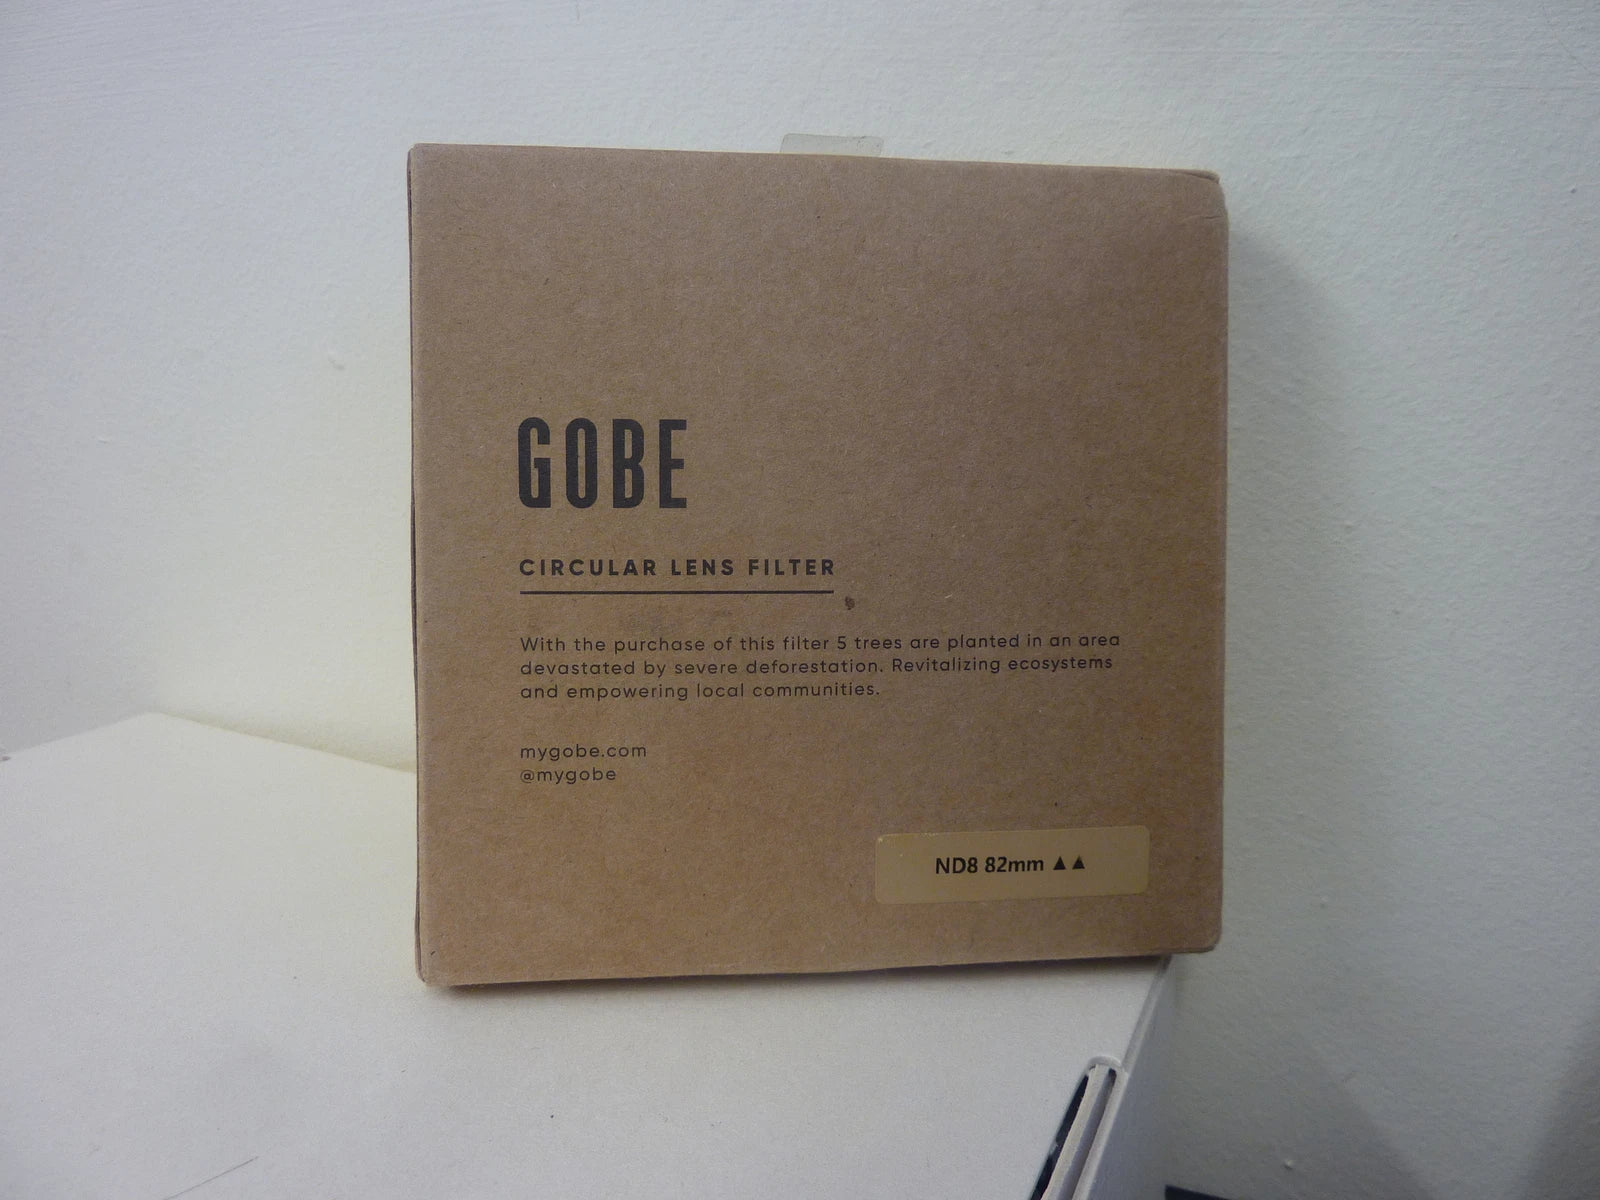 GOBE
CIRCULAR LENS FILTER
With the purchase of this filter 5 trees are planted in an area
devastated by severe deforestation. Revitalizing ecosystems
and empowering local communities.
mygobe.com
@mygobe
ND8 82mm ▲▲